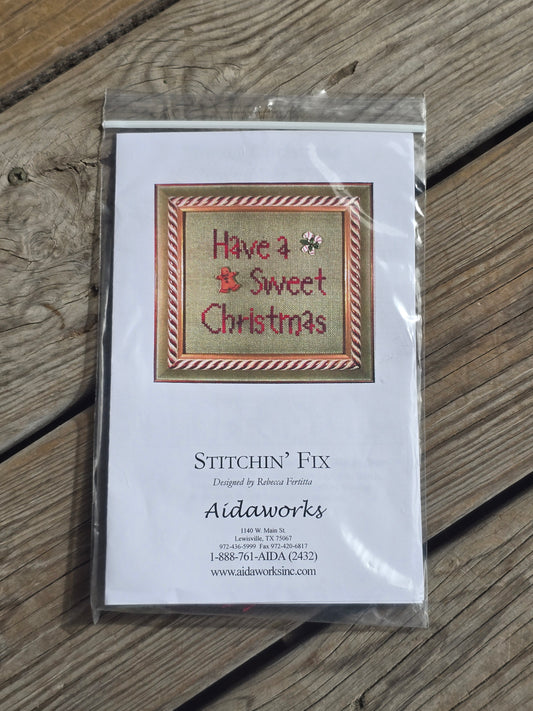 Have a
Sweet
Christmas
STITCHIN' FIX
Designed by Rebecca Fertitta
Aidaworks
1140 W. Main St.
Lewisville, TX 75067
972-436-5999 Fax 972-420-6817
1-888-761-AIDA (2432)
www.aidaworksinc.com